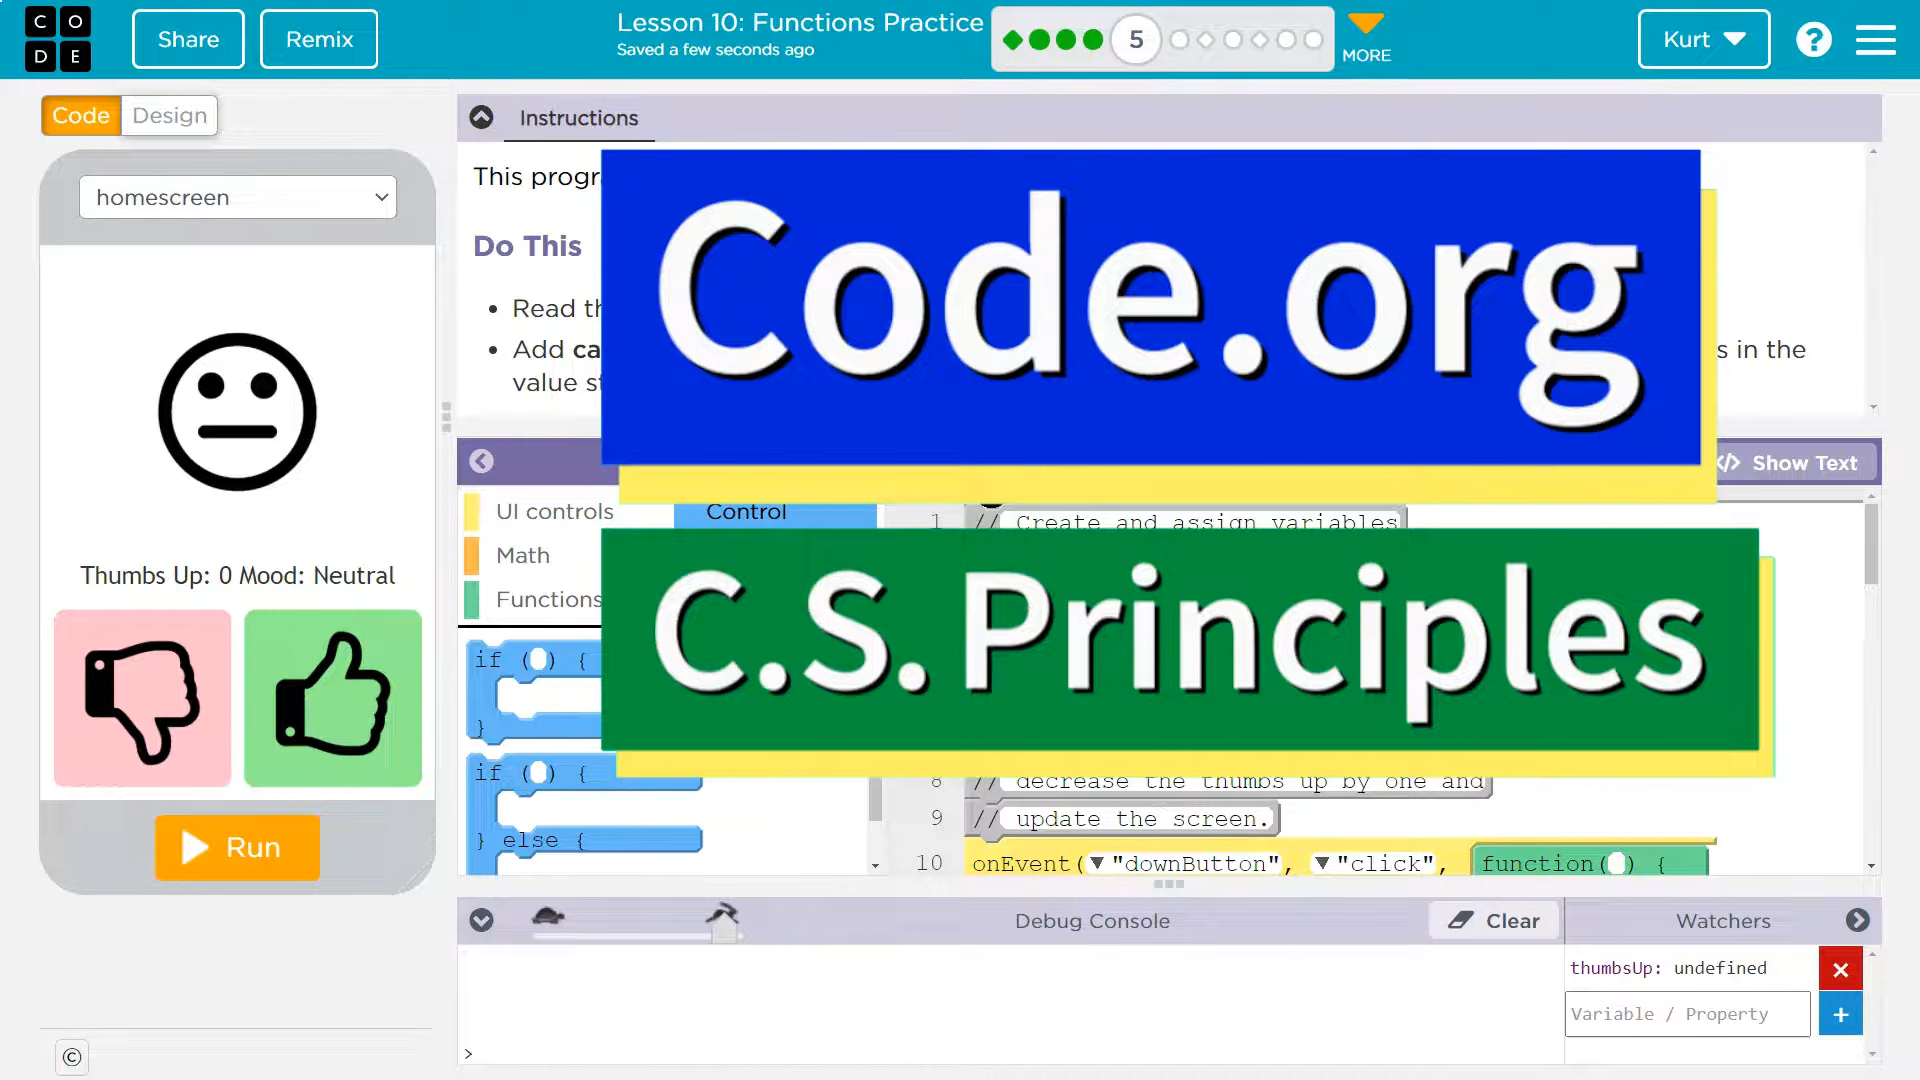 CODE
Share
Remix
Lesson 10: Functions Practice
Saved a few seconds ago
5
MORE
Kurt
?
Code
Design
homescreen
Thumbs Up: 0 Mood: Neutral
Run
©
Instructions
This progr
Do This
Read th
Add ca
s in the
value st
Code.org
C.S. Principles
Show Text
UI controls
Control
Math
Functions
if ( ) {
}
if ( ) {
} else {
1 // Create and assign variables
8 // decrease the thumbs up by one and
9 // update the screen.
10 onEvent( "downButton", "click", function( ) {
Debug Console
Clear
Watchers
thumbsUp: undefined
Variable / Property
>